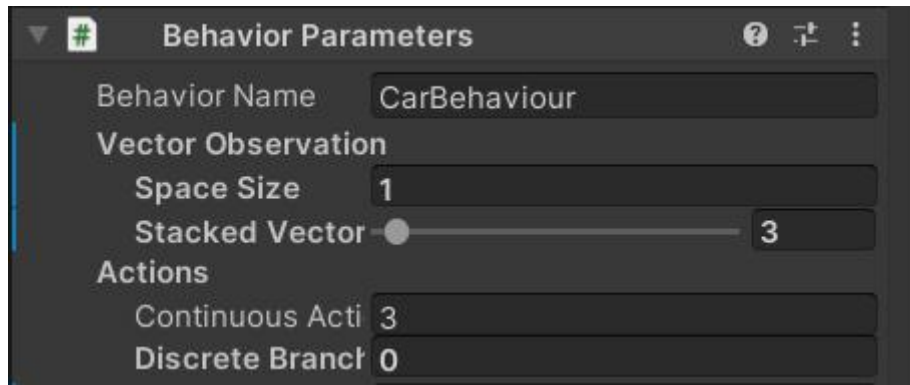 # Behavior Parameters
Behavior Name CarBehaviour
Vector Observation
Space Size 1
Stacked Vector 3
Actions
Continuous Acti 3
Discrete Branch 0